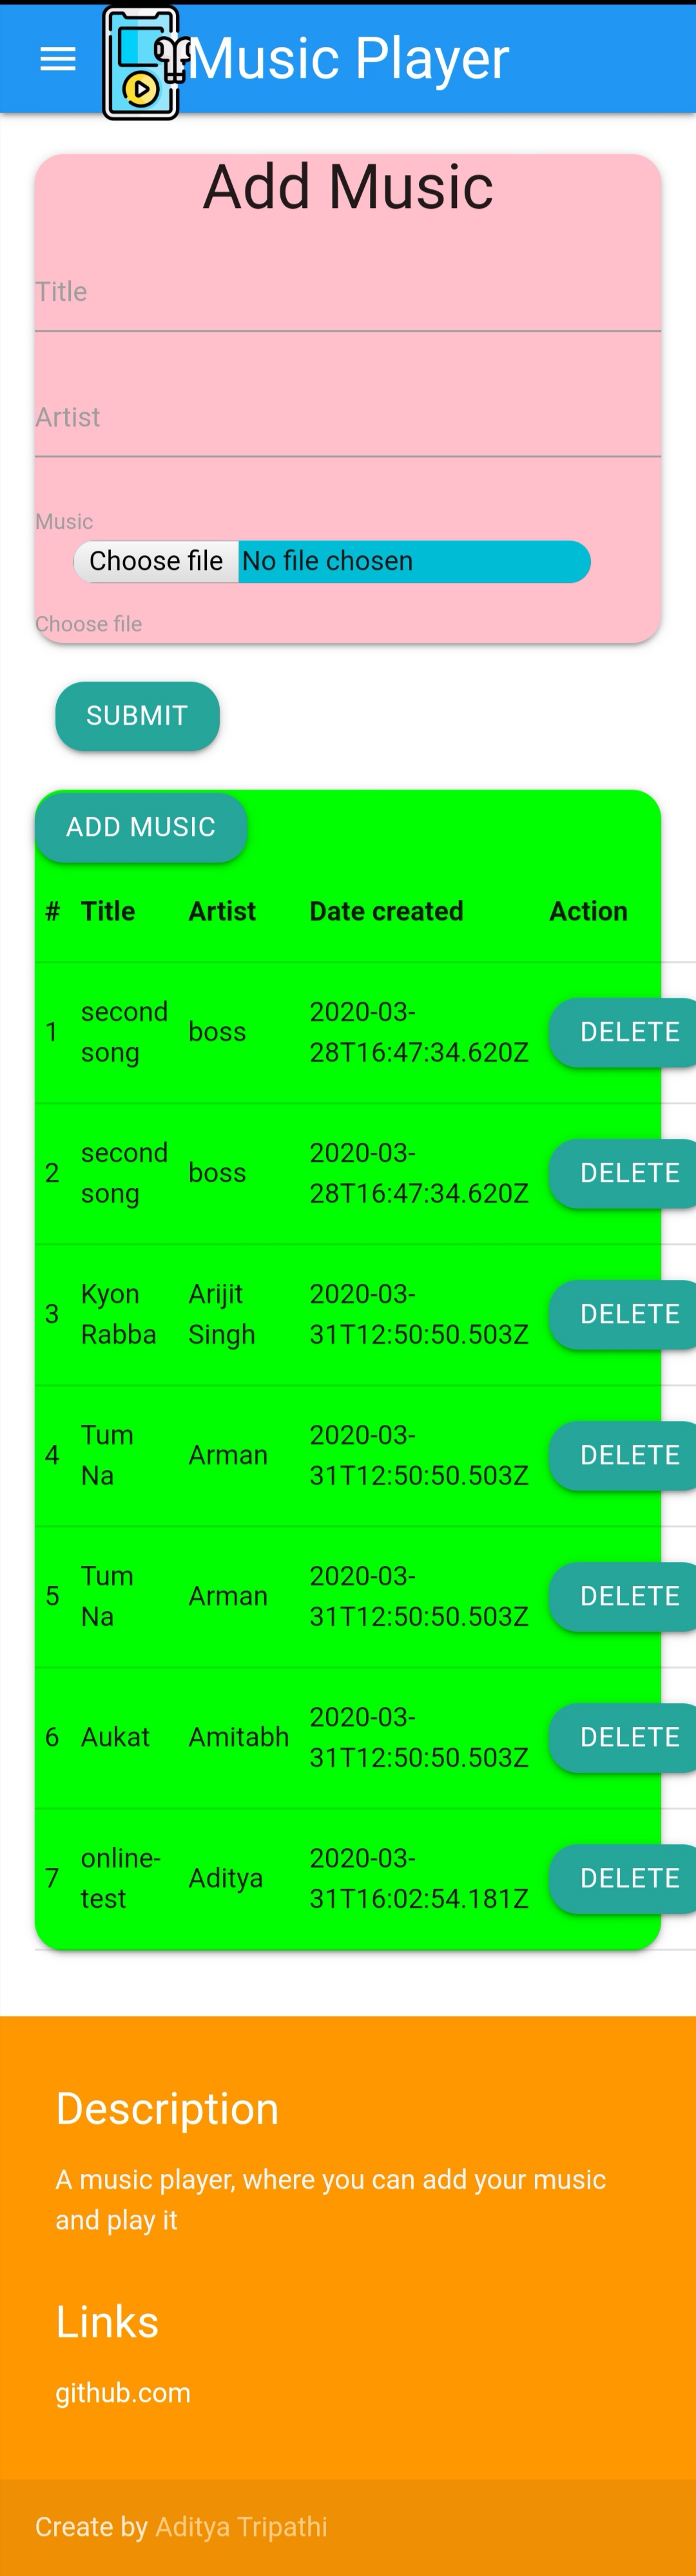 Music Player
Add Music
Title
Artist
Music
Choose file No file chosen
Choose file
SUBMIT
ADD MUSIC
# Title Artist Date created Action
1 second song boss 2020-03-28T16:47:34.620Z DELETE
2 second song boss 2020-03-28T16:47:34.620Z DELETE
3 Kyon Rabba Arijit Singh 2020-03-31T12:50:50.503Z DELETE
4 Tum Na Arman 2020-03-31T12:50:50.503Z DELETE
5 Tum Na Arman 2020-03-31T12:50:50.503Z DELETE
6 Aukat Amitabh 2020-03-31T12:50:50.503Z DELETE
7 online-test Aditya 2020-03-31T16:02:54.181Z DELETE
Description
A music player, where you can add your music
and play it
Links
github.com
Create by Aditya Tripathi